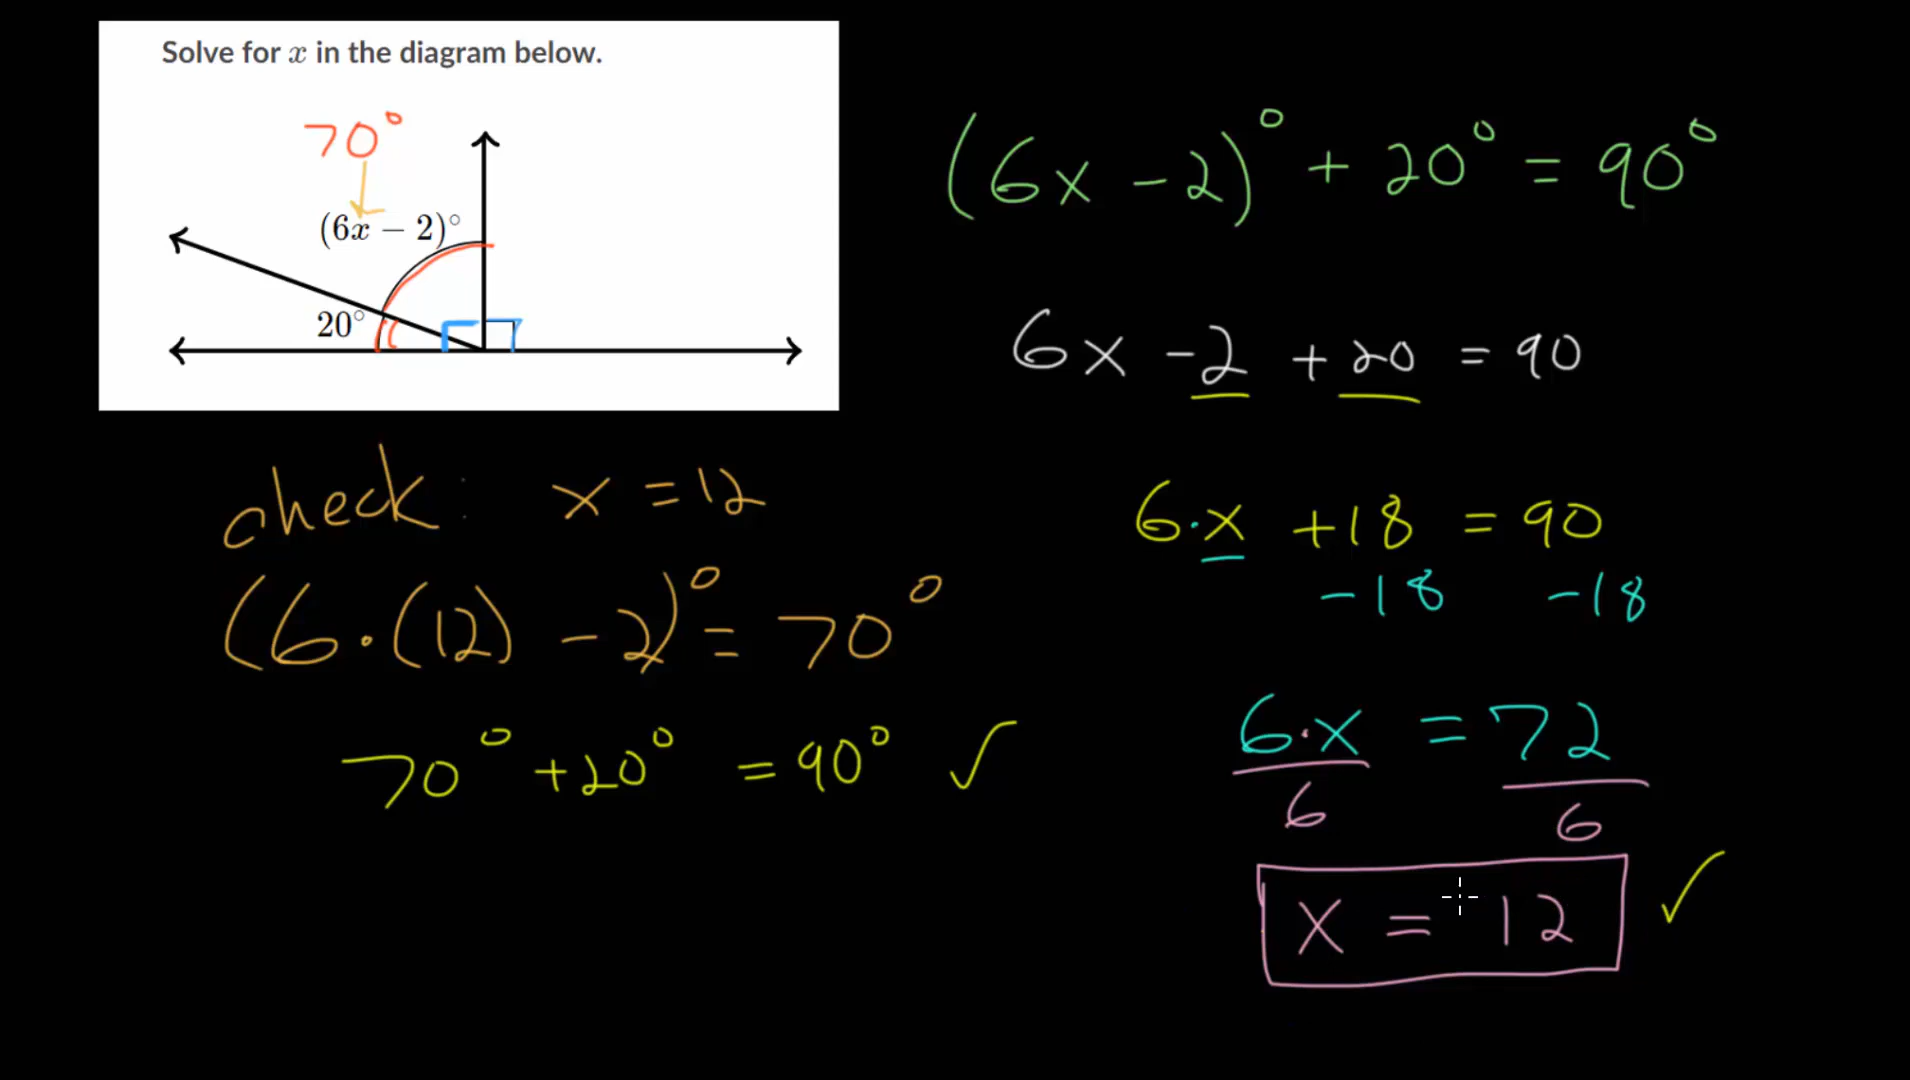 Solve for x in the diagram below.
70°
(6x − 2)°
20°
check: x = 12
(6·(12) − 2)° = 70°
70° + 20° = 90° ✓
(6x − 2)° + 20° = 90°
6x − 2 + 20 = 90
6·x + 18 = 90
−18 −18
6·x = 72
6 6
x = 12 ✓